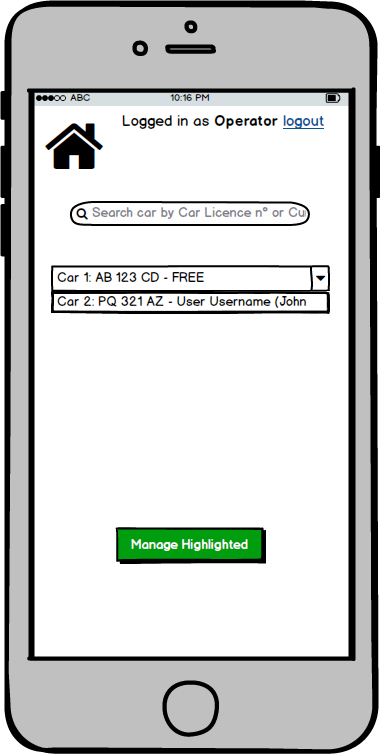 ABC 10:16 PM
Logged in as Operator logout
Search car by Car Licence n° or Cu
Car 1: AB 123 CD - FREE
Car 2: PQ 321 AZ - User Username (John
Manage Highlighted